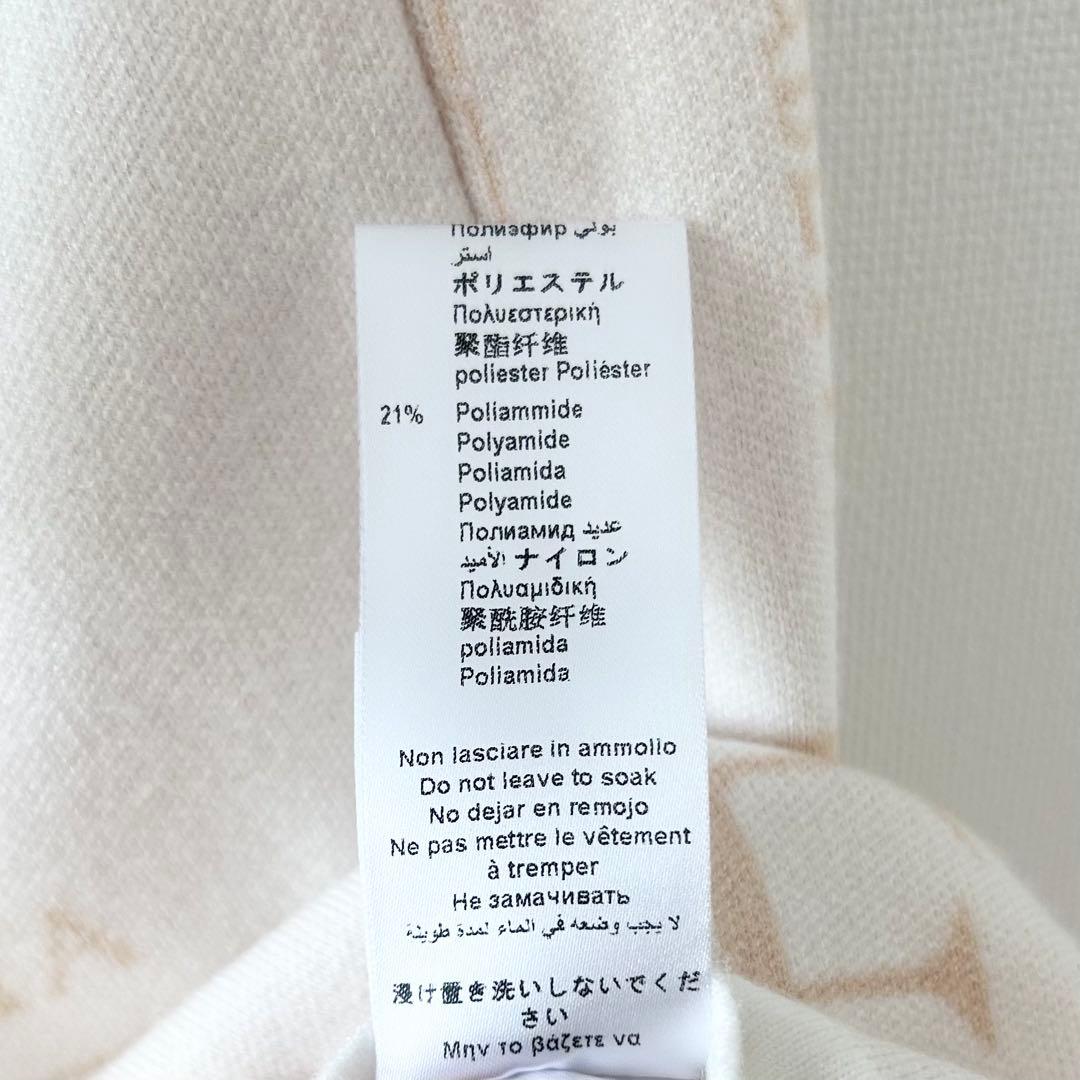 Полиэфир بولي
استر
ポリエステル
Πολυεστερική
聚酯纤维
poliester Poliéster
21% Poliammide
Polyamide
Poliamida
Polyamide
Полиамид عديد
الأميد ナイロン
Πολυαμιδική
聚酰胺纤维
poliamida
Poliamida
Non lasciare in ammollo
Do not leave to soak
No dejar en remojo
Ne pas mettre le vêtement
à tremper
Не замачивать
لا يجب وضعه في الماء لمدة طويلة
浸け置き洗いしないでくだ
さい
Μην το βάζετε να